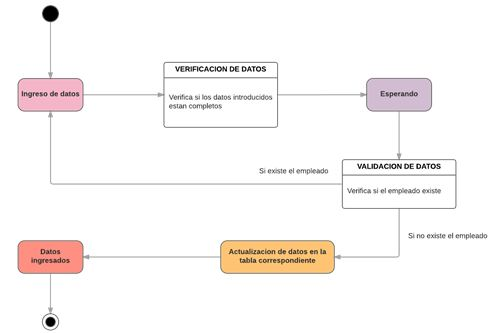 VERIFICACION DE DATOS
Ingreso de datos
Verifica si los datos introducidos
estan completos
Esperando
VALIDACION DE DATOS
Si existe el empleado
Verifica si el empleado existe
Si no existe el empleado
Datos
ingresados
Actualizacion de datos en la
tabla correspondiente